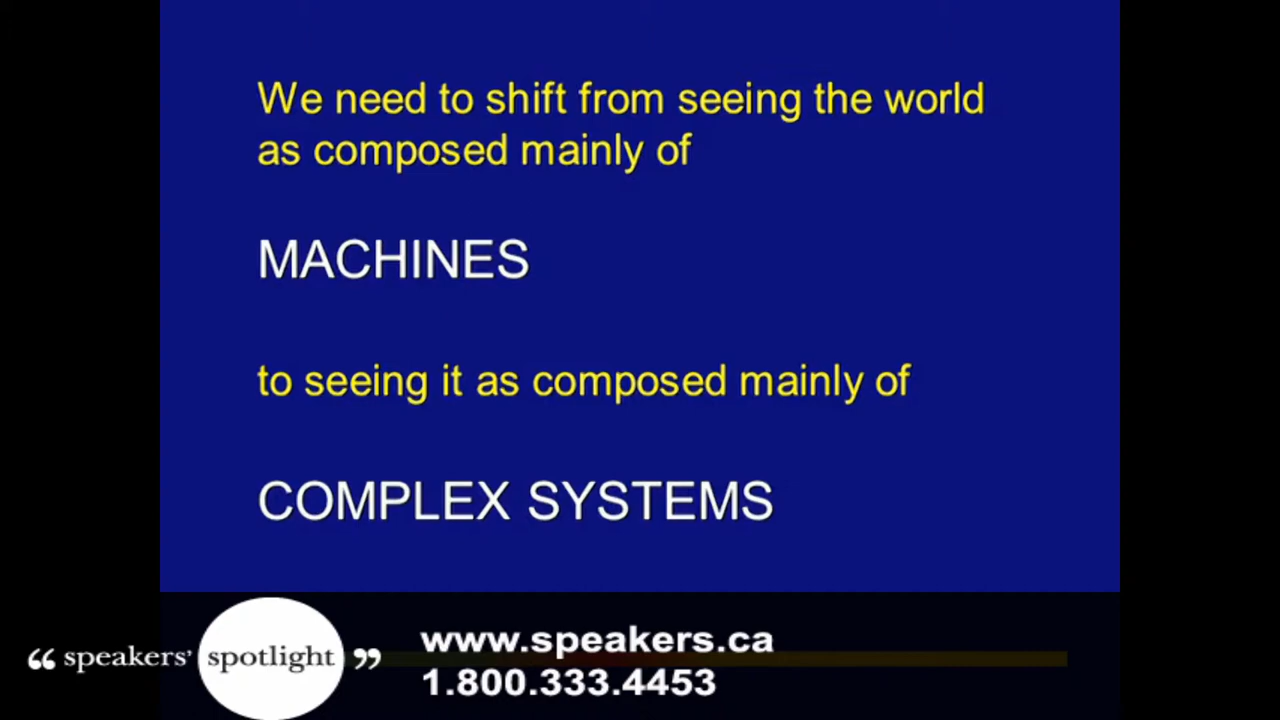 We need to shift from seeing the world
as composed mainly of
MACHINES
to seeing it as composed mainly of
COMPLEX SYSTEMS
“ speakers’ spotlight ”
www.speakers.ca
1.800.333.4453